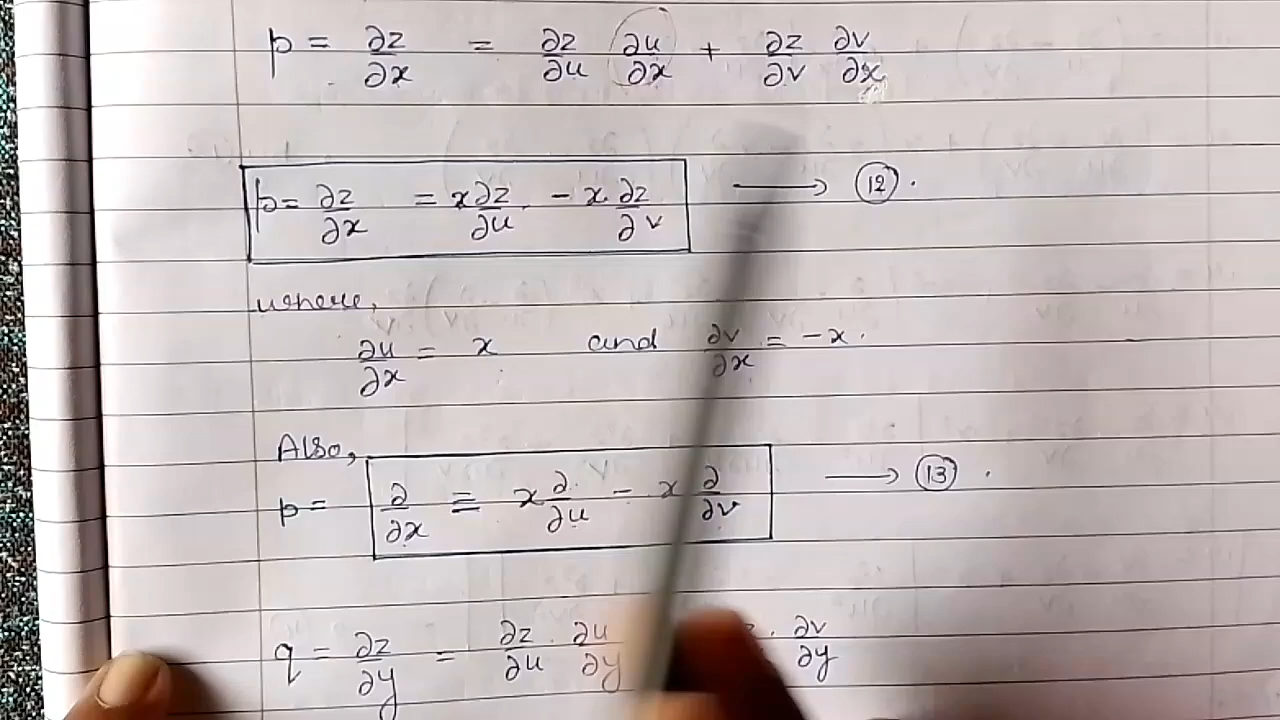 p = ∂z/∂x = ∂z/∂u ∂u/∂x + ∂z/∂v ∂v/∂x
p = ∂z/∂x = x ∂z/∂u - x ∂z/∂v → (12).
where,
∂u/∂x = x and ∂v/∂x = -x.
Also,
p = ∂/∂x ≡ x ∂/∂u - x ∂/∂v → (13).
q = ∂z/∂y = ∂z/∂u . ∂u/∂y . ∂v/∂y